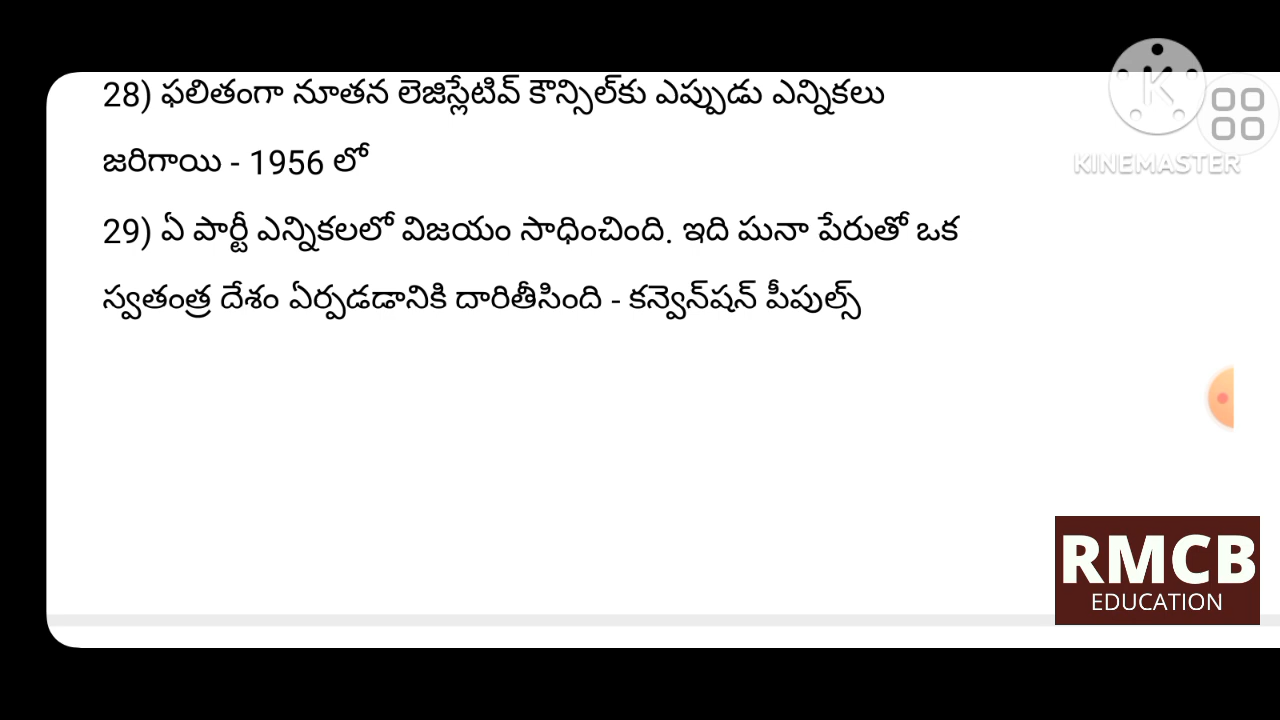 28) ఫలితంగా నూతన లెజిస్లేటివ్ కౌన్సిల్‌కు ఎప్పుడు ఎన్నికలు
జరిగాయి - 1956 లో
29) ఏ పార్టీ ఎన్నికలలో విజయం సాధించింది. ఇది ఘనా పేరుతో ఒక
స్వతంత్ర దేశం ఏర్పడడానికి దారితీసింది - కన్వెన్‌షన్ పీపుల్స్
K
KINEMASTER
RMCB
EDUCATION